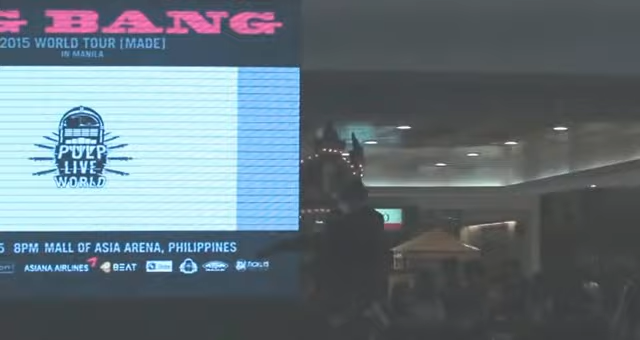 G BANG
2015 WORLD TOUR [MADE]
IN MANILA
PULP
LIVE
WORLD
5 8PM MALL OF ASIA ARENA, PHILIPPINES
ASIANA AIRLINES BEAT